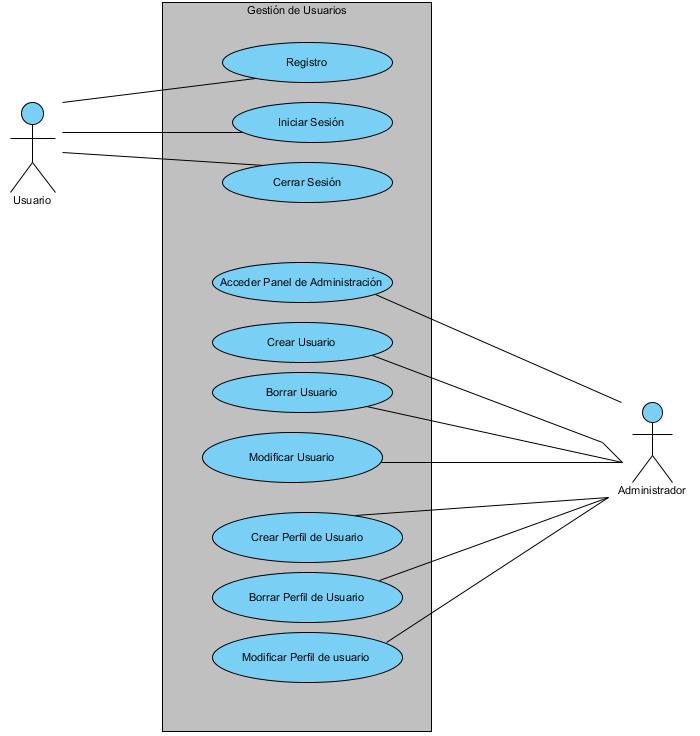 Gestión de Usuarios
Registro
Iniciar Sesión
Cerrar Sesión
Usuario
Acceder Panel de Administración
Crear Usuario
Borrar Usuario
Modificar Usuario
Administrador
Crear Perfil de Usuario
Borrar Perfil de Usuario
Modificar Perfil de usuario